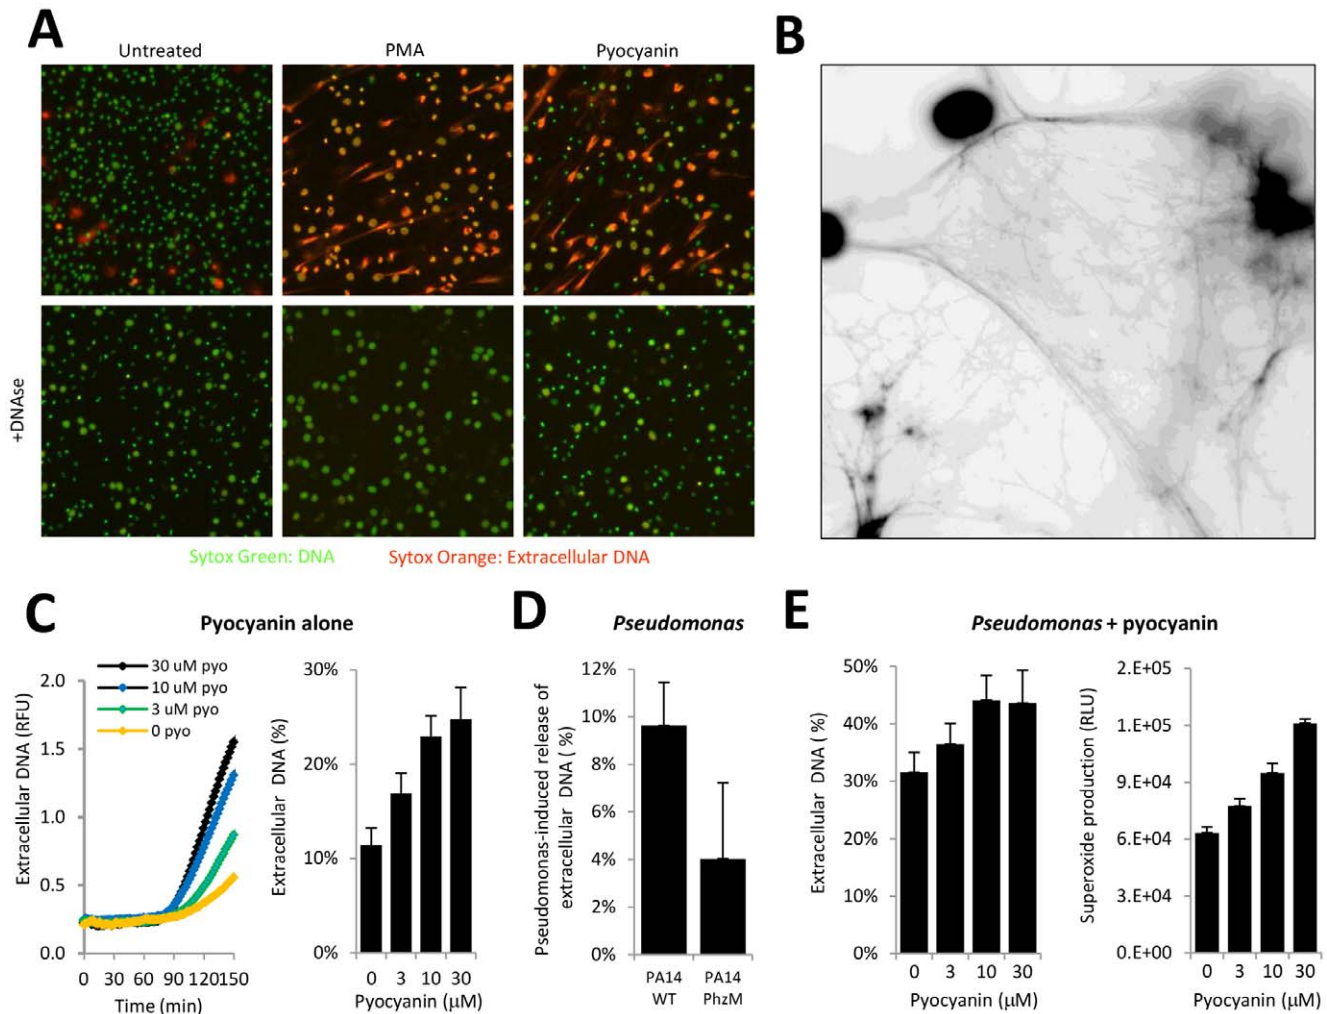 A
Untreated
PMA
Pyocyanin
+DNAse
Sytox Green: DNA
Sytox Orange: Extracellular DNA
B
C
Pyocyanin alone
30 uM pyo
10 uM pyo
3 uM pyo
0 pyo
Extracellular DNA (RFU)
2.0
1.5
1.0
0.5
0.0
0 30 60 90 120150
Time (min)
Extracellular DNA (%)
30%
20%
10%
0%
0 3 10 30
Pyocyanin (μM)
D
Pseudomonas
Pseudomonas-induced release of
extracellular DNA ( %)
12%
10%
8%
6%
4%
2%
0%
PA14
WT
PA14
PhzM
E
Pseudomonas + pyocyanin
Extracellular DNA ( %)
50%
40%
30%
20%
10%
0%
0 3 10 30
Pyocyanin (μM)
Superoxide production (RLU)
2.E+05
1.E+05
9.E+04
6.E+04
3.E+04
0.E+00
0 3 10 30
Pyocyanin (μM)